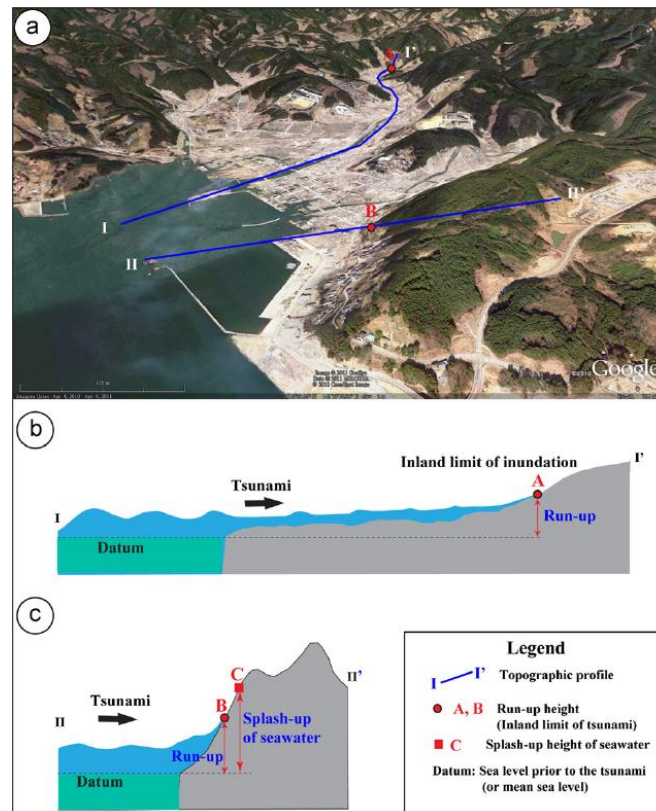 a
A
I'
II'
B
I
II
Google
b
I'
Inland limit of inundation
A
Tsunami
I
Run-up
Datum
c
C
II'
Tsunami
II
B
Splash-up
of seawater
Run-up
Datum
Legend
I I' Topographic profile
A, B Run-up height
(Inland limit of tsunami)
C Splash-up height of seawater
Datum: Sea level prior to the tsunami
(or mean sea level)